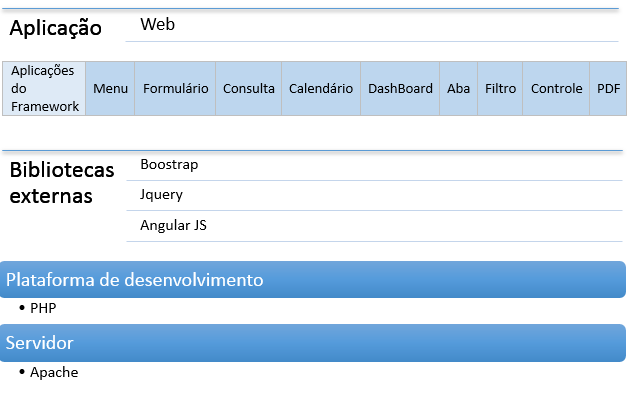 Aplicação
Web
Aplicações
do
Framework
Menu
Formulário
Consulta
Calendário
DashBoard
Aba
Filtro
Controle
PDF
Bibliotecas
externas
Boostrap
Jquery
Angular JS
Plataforma de desenvolvimento
• PHP
Servidor
• Apache